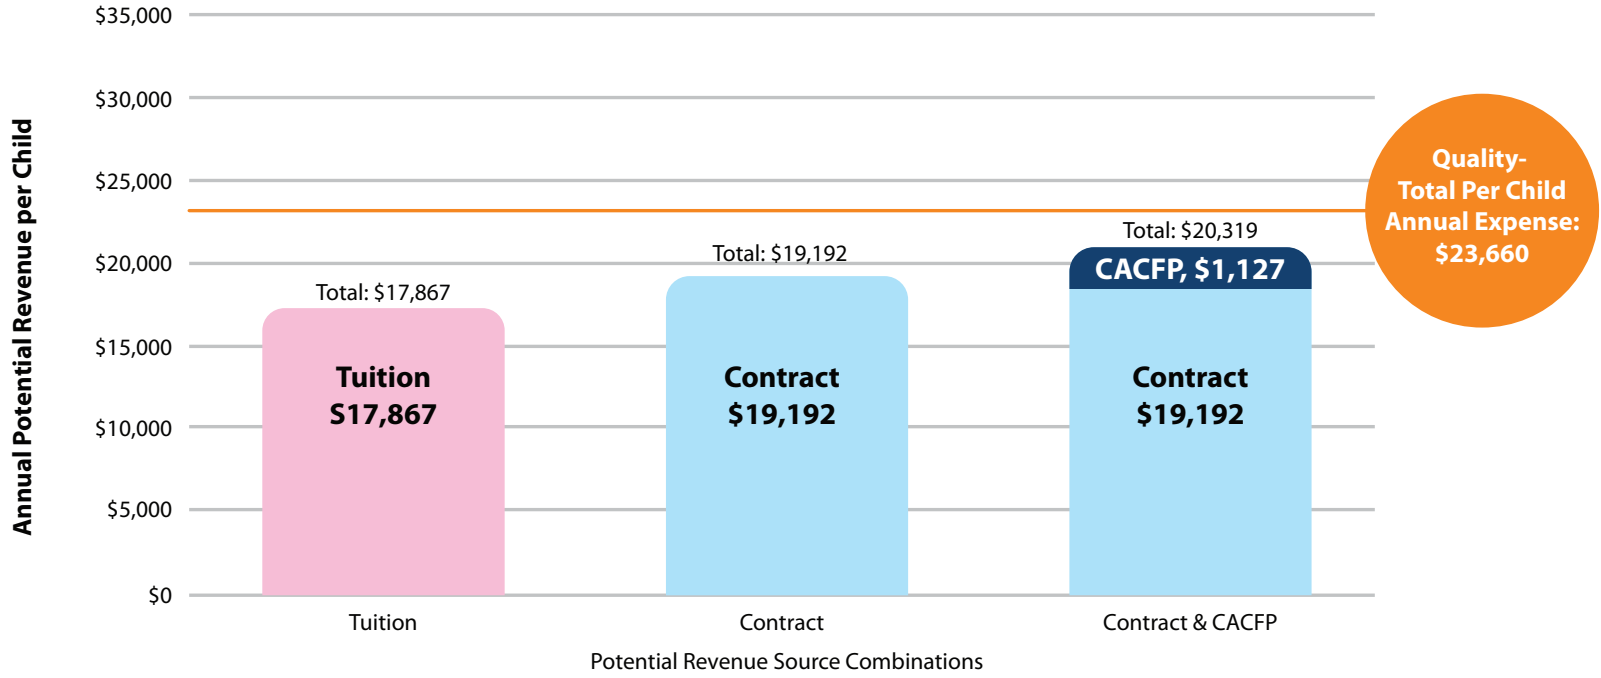 Annual Potential Revenue per Child
$35,000
$30,000
$25,000
$20,000
$15,000
$10,000
$5,000
$0
Total: $17,867
Tuition
S17,867
Total: $19,192
Contract
$19,192
Total: $20,319
CACFP, $1,127
Contract
$19,192
Quality-
Total Per Child
Annual Expense:
$23,660
Tuition
Contract
Contract & CACFP
Potential Revenue Source Combinations